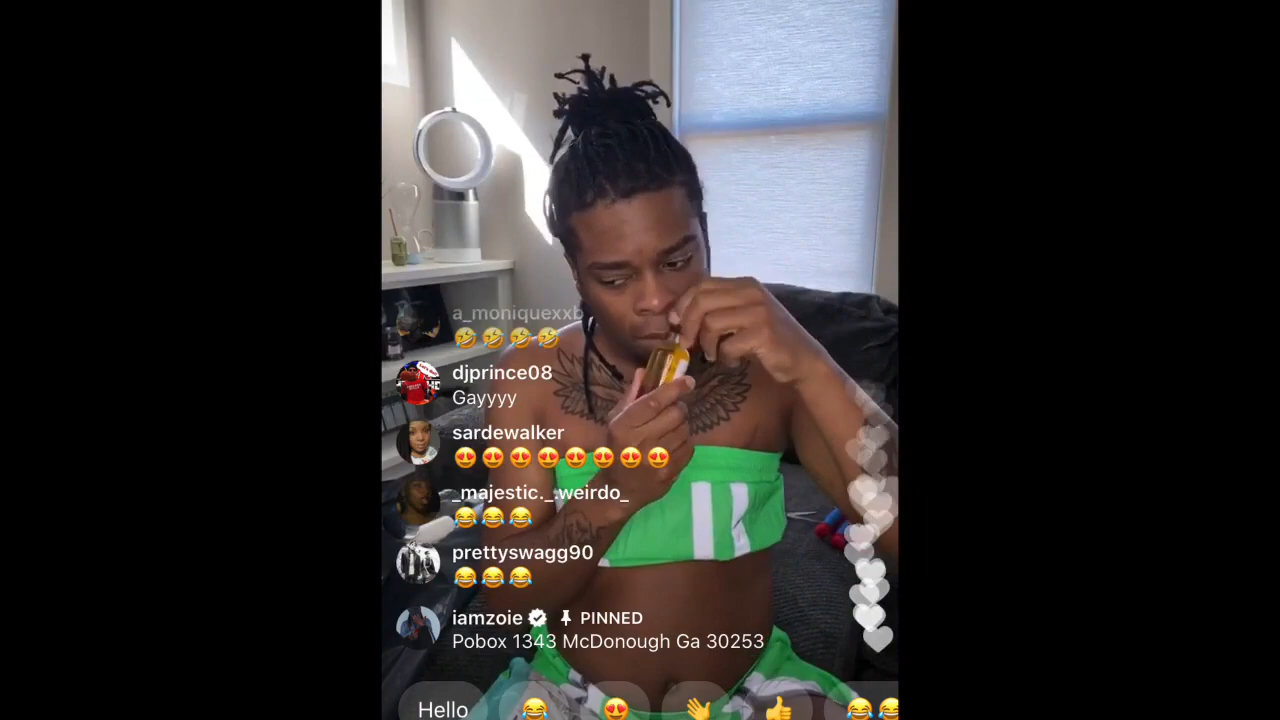 a_moniquexxb
🤣🤣🤣🤣
djprince08
Gayyyy
sardewalker
😍😍😍😍😍😍😍😍
_majestic._.weirdo_
😂😂😂
prettyswagg90
😂😂😂
iamzoie PINNED
Pobox 1343 McDonough Ga 30253
Hello 😂 😍 👋 👍 😂😂